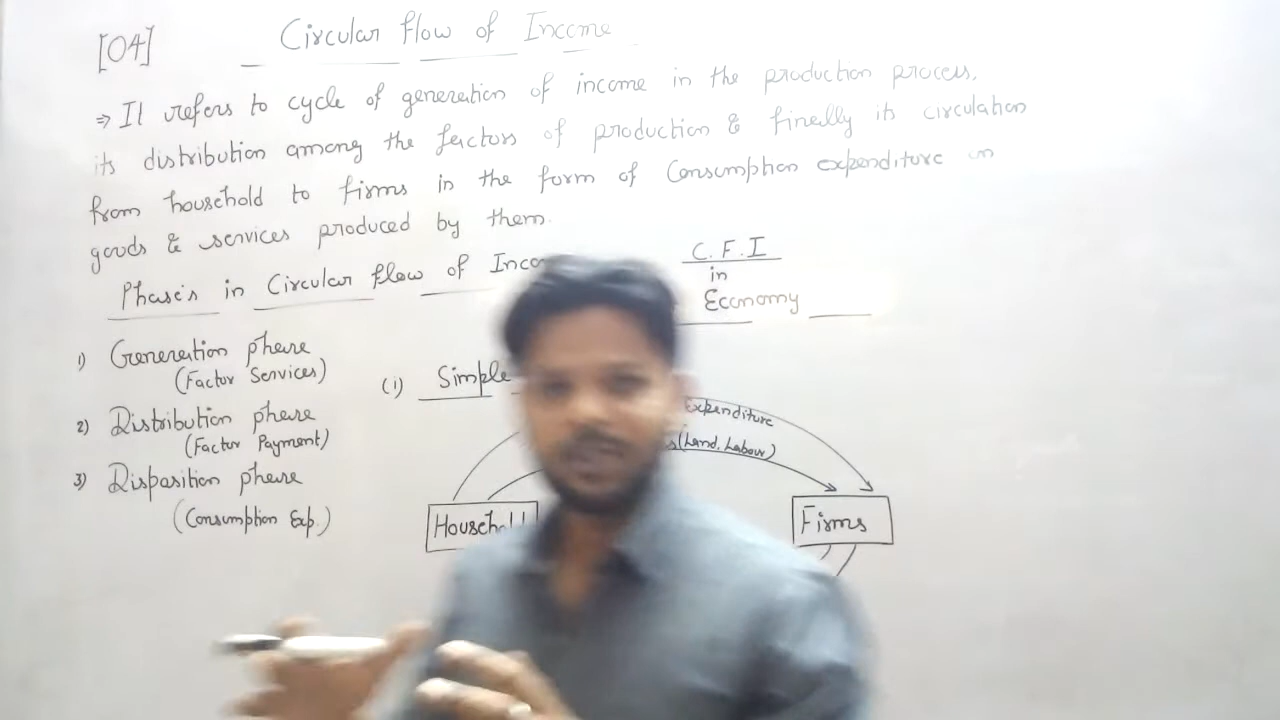 [04] Circular flow of Income
⇒ It refers to cycle of generation of income in the production process,
its distribution among the factors of production & finally its circulation
from household to firms in the form of Consumption expenditure on
goods & services produced by them.
Phase's in Circular flow of
C.F.I
in
Economy
1) Generation phase
(Factor Services)
2) Distribution phase
(Factor Payment)
3) Disposition phase
(Consumption Exp.)
(i) Simple
Expenditure
(Land, Labour)
Household
Firms